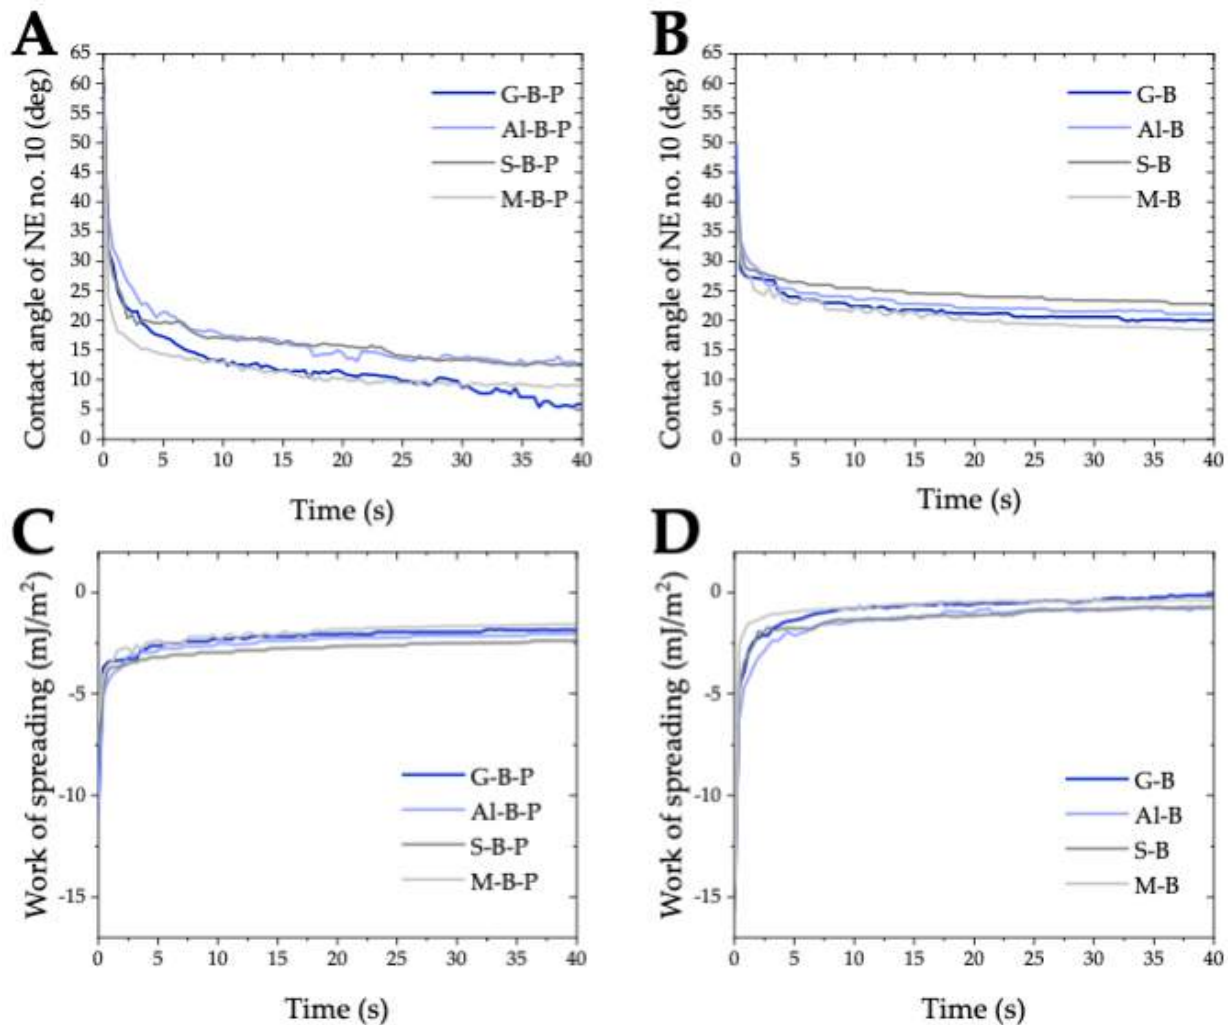 A
Contact angle of NE no. 10 (deg)
65
60
55
50
45
40
35
30
25
20
15
10
5
0
G-B-P
Al-B-P
S-B-P
M-B-P
0 5 10 15 20 25 30 35 40
Time (s)
B
Contact angle of NE no. 10 (deg)
65
60
55
50
45
40
35
30
25
20
15
10
5
0
G-B
Al-B
S-B
M-B
0 5 10 15 20 25 30 35 40
Time (s)
C
Work of spreading (mJ/m²)
0
-5
-10
-15
G-B-P
Al-B-P
S-B-P
M-B-P
0 5 10 15 20 25 30 35 40
Time (s)
D
Work of spreading (mJ/m²)
0
-5
-10
-15
G-B
Al-B
S-B
M-B
0 5 10 15 20 25 30 35 40
Time (s)